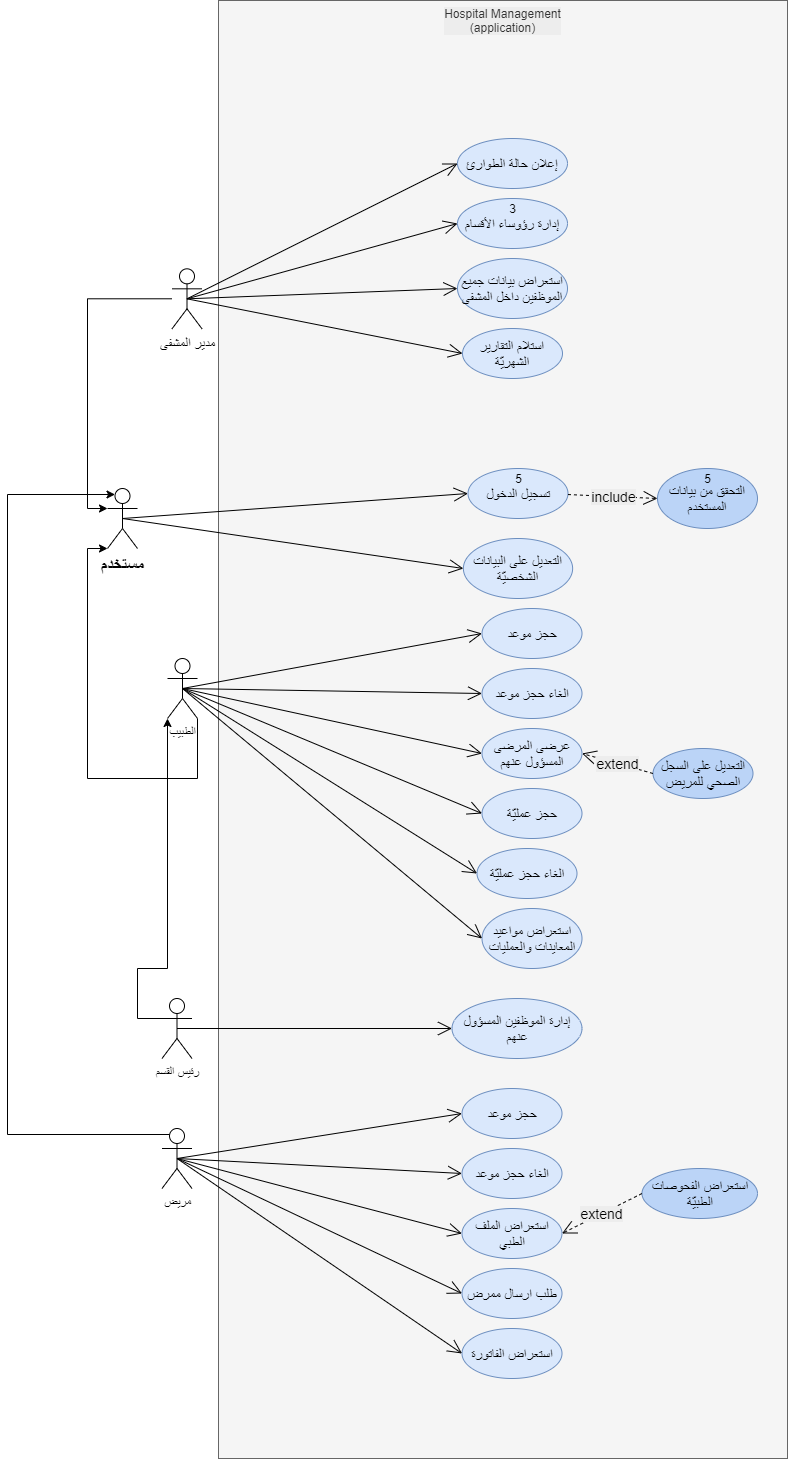 Hospital Management
(application)
إعلان حالة الطوارئ
3
إدارة رؤوساء الأقسام
استعراض بيانات جميع
الموظفين داخل المشفى
مدير المشفى
استلام التقارير
الشهريّة
5
تسجيل الدخول
include
5
التحقق من بيانات
المستخدم
مستخدم
التعديل على البيانات
الشخصيّة
حجز موعد
الغاء حجز موعد
الطبيب
عرضى المرضى
المسؤول عنهم
extend
التعديل على السجل
الصحي للمريض
حجز عمليّة
الغاء حجز عمليّة
استعراض مواعيد
المعاينات والعمليات
إدارة الموظفين المسؤول
عنهم
رئيس القسم
حجز موعد
الغاء حجز موعد
مريض
استعراض الفحوصات
الطبيّة
extend
استعراض الملف
الطبي
طلب ارسال ممرض
استعراض الفاتورة